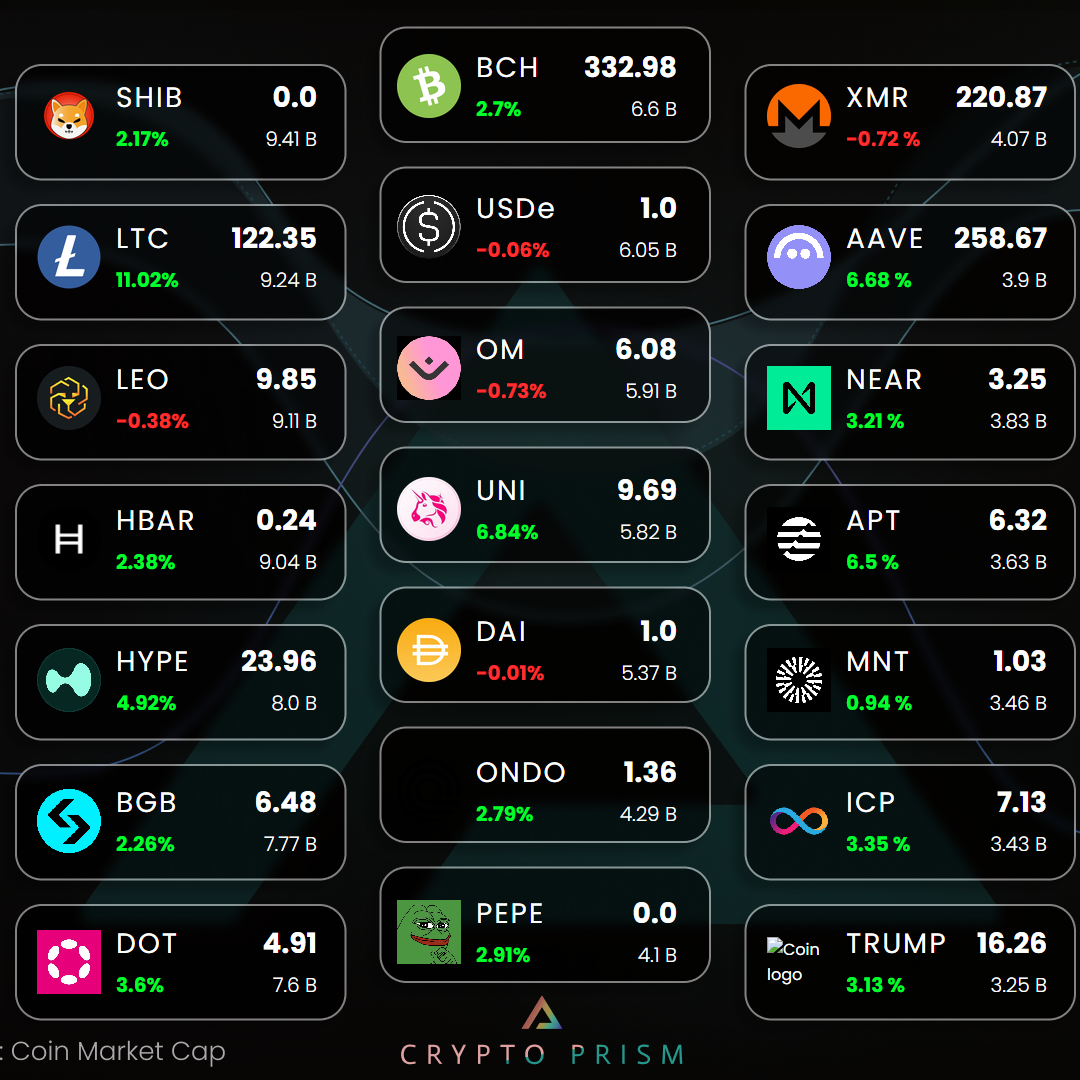 SHIB 0.0
2.17% 9.41 B
LTC 122.35
11.02% 9.24 B
LEO 9.85
-0.38% 9.11 B
HBAR 0.24
2.38% 9.04 B
HYPE 23.96
4.92% 8.0 B
BGB 6.48
2.26% 7.77 B
DOT 4.91
3.6% 7.6 B
BCH 332.98
2.7% 6.6 B
USDe 1.0
-0.06% 6.05 B
OM 6.08
-0.73% 5.91 B
UNI 9.69
6.84% 5.82 B
DAI 1.0
-0.01% 5.37 B
ONDO 1.36
2.79% 4.29 B
PEPE 0.0
2.91% 4.1 B
XMR 220.87
-0.72 % 4.07 B
AAVE 258.67
6.68 % 3.9 B
NEAR 3.25
3.21 % 3.83 B
APT 6.32
6.5 % 3.63 B
MNT 1.03
0.94 % 3.46 B
ICP 7.13
3.35 % 3.43 B
Coin logo TRUMP 16.26
3.13 % 3.25 B
: Coin Market Cap
CRYPTO PRISM